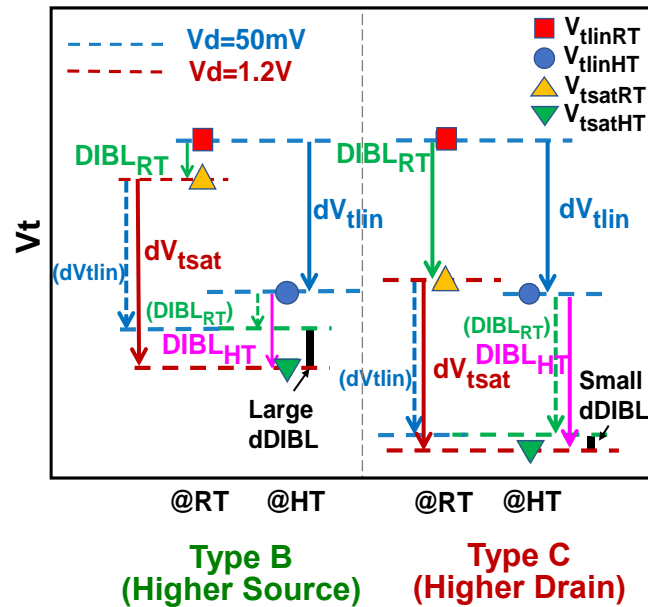 Vd=50mV
Vd=1.2V
VtlinRT
VtlinHT
VtsatRT
VtsatHT
Vt
DIBLRT
dVtlin
dVtsat
(dVtlin)
(DIBLRT)
DIBLHT
Large
dDIBL
DIBLRT
dVtlin
(DIBLRT)
DIBLHT
dVtsat
(dVtlin)
Small
dDIBL
@RT
@HT
@RT
@HT
Type B
(Higher Source)
Type C
(Higher Drain)